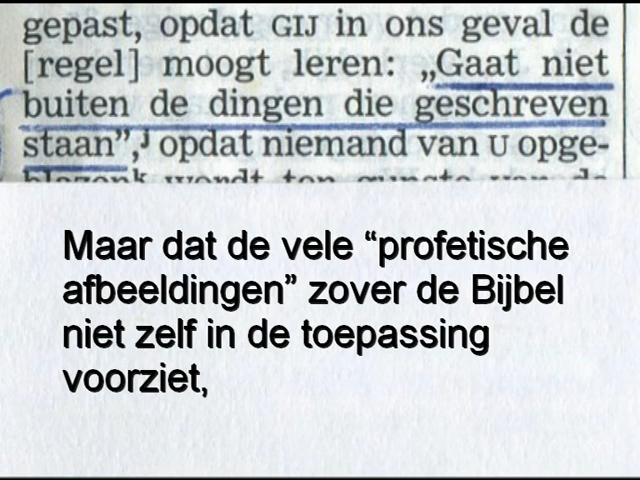 gepast, opdat GIJ in ons geval de
[regel] moogt leren: „Gaat niet
buiten de dingen die geschreven
staan”,ᴶ opdat niemand van U opge-
Maar dat de vele “profetische
afbeeldingen” zover de Bijbel
niet zelf in de toepassing
voorziet,